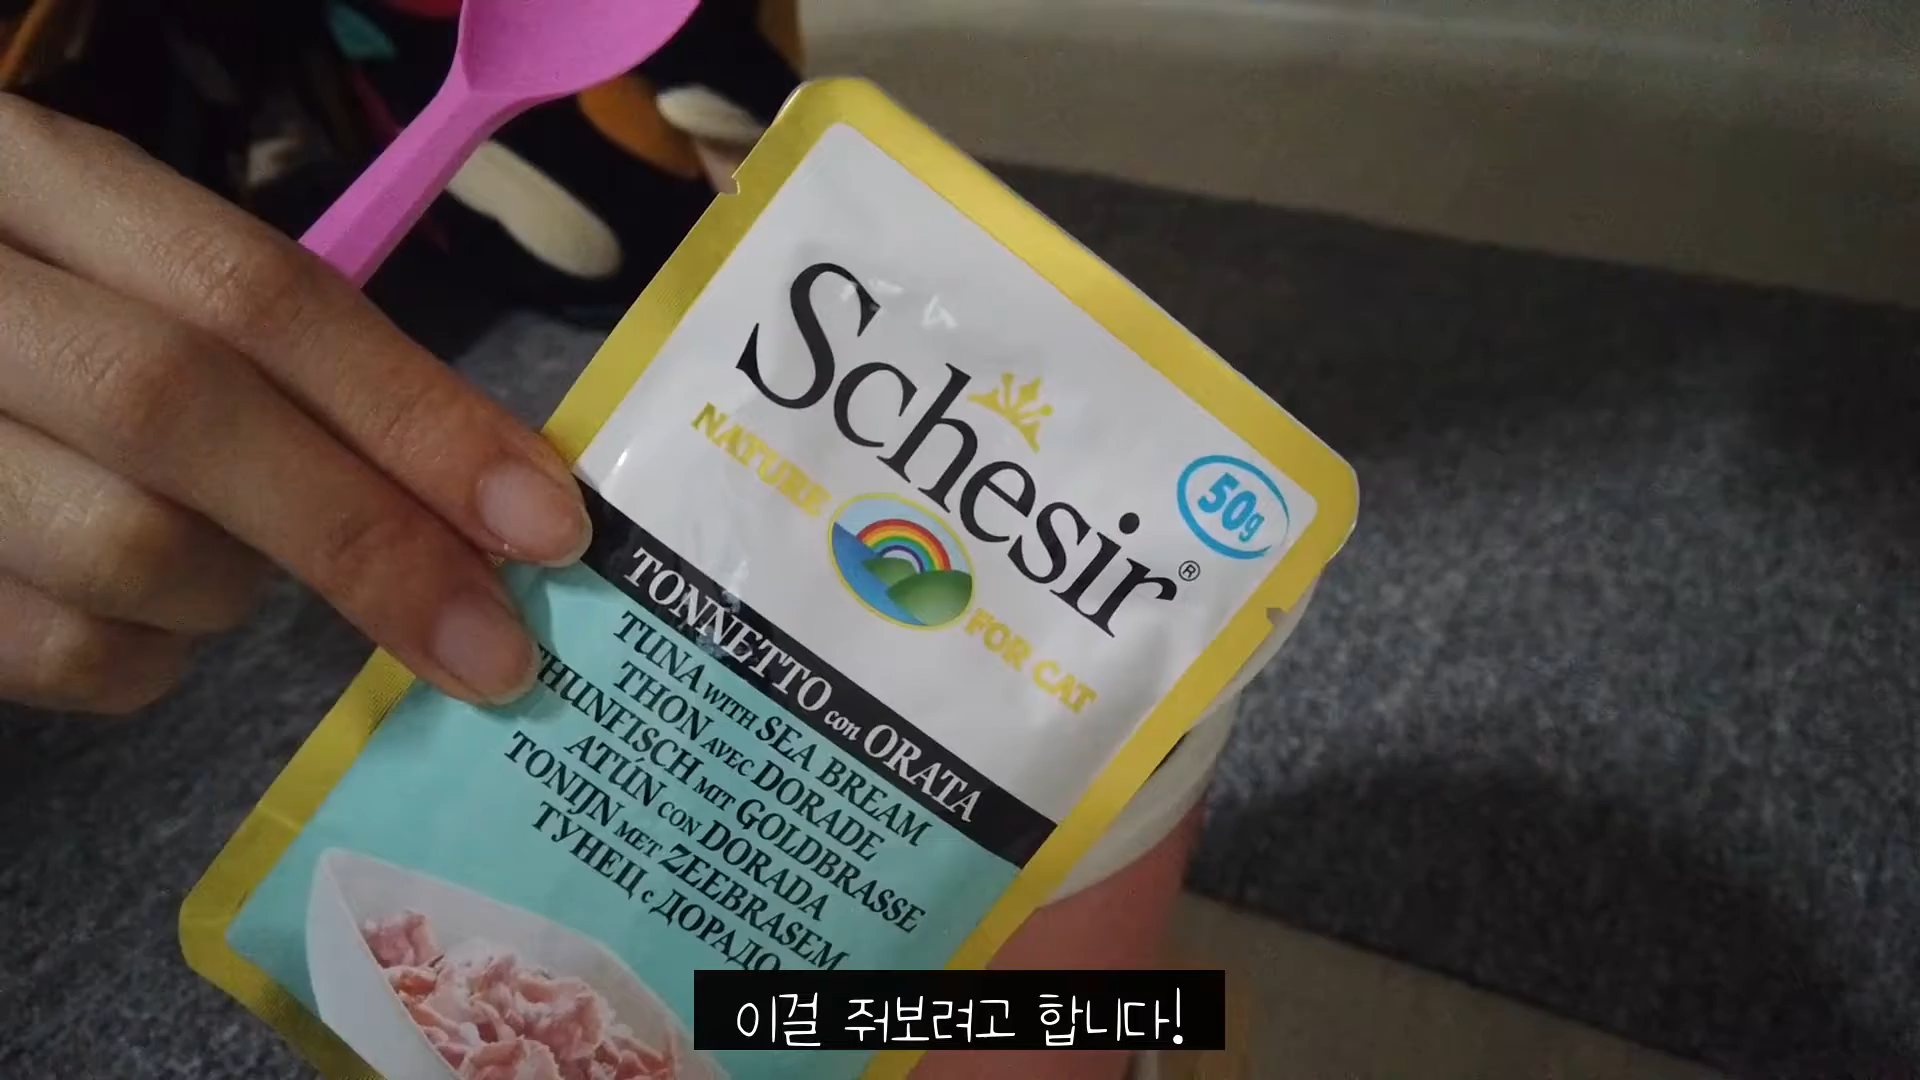 Schesir®
NATURE FOR CAT
50g
TONNETTO con ORATA
TUNA WITH SEA BREAM
THON AVEC DORADE
THUNFISCH MIT GOLDBRASSE
ATÚN CON DORADA
TONIJN MET ZEEBRASEM
ТУНЕЦ с ДОРАДО
이걸 줘보려고 합니다!